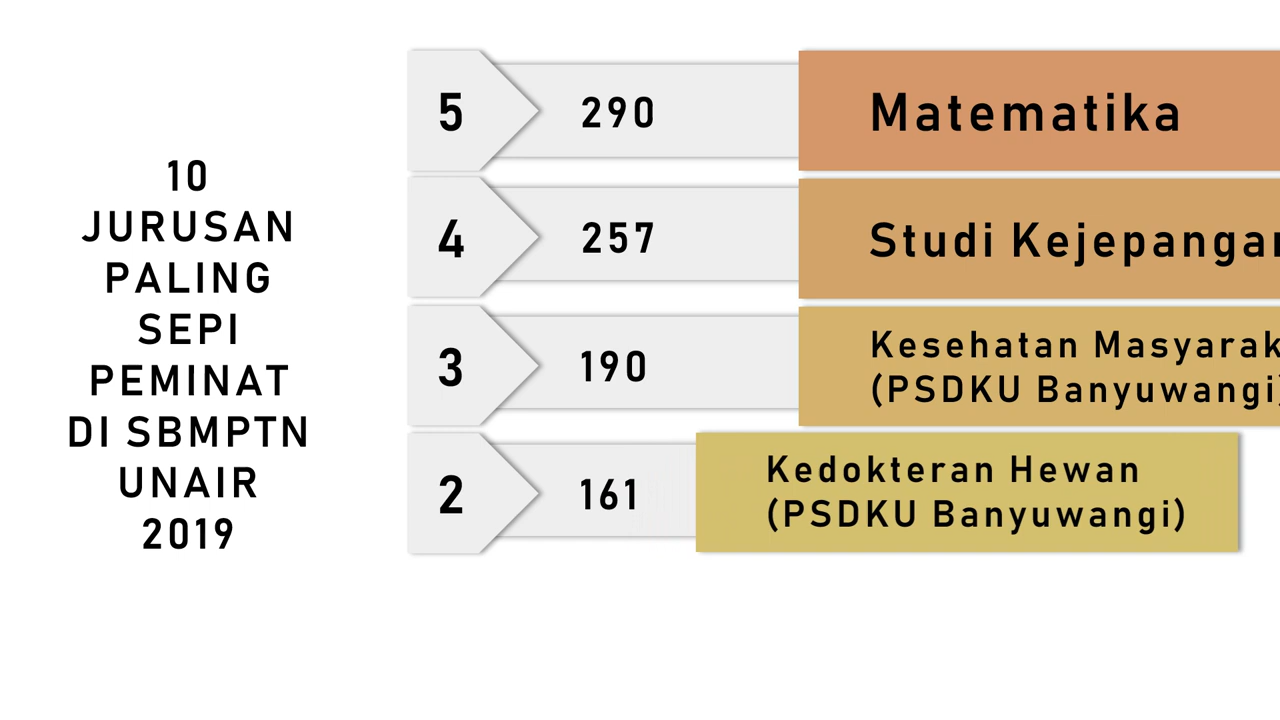 10
JURUSAN
PALING
SEPI
PEMINAT
DI SBMPTN
UNAIR
2019
5
290
Matematika
4
257
Studi Kejepangan
3
190
Kesehatan Masyarak
(PSDKU Banyuwangi)
2
161
Kedokteran Hewan
(PSDKU Banyuwangi)